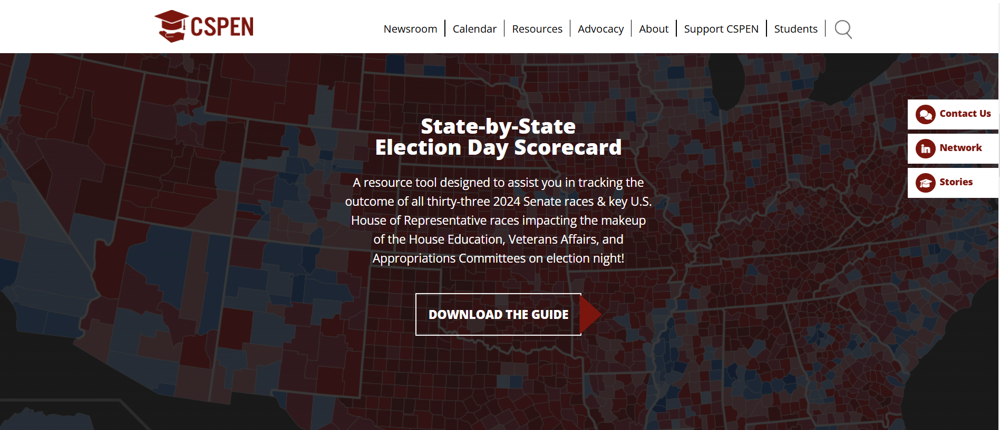 CSPEN
Newsroom
Calendar
Resources
Advocacy
About
Support CSPEN
Students
State-by-State
Election Day Scorecard
A resource tool designed to assist you in tracking the
outcome of all thirty-three 2024 Senate races & key U.S.
House of Representative races impacting the makeup
of the House Education, Veterans Affairs, and
Appropriations Committees on election night!
DOWNLOAD THE GUIDE
Contact Us
in
Network
Stories